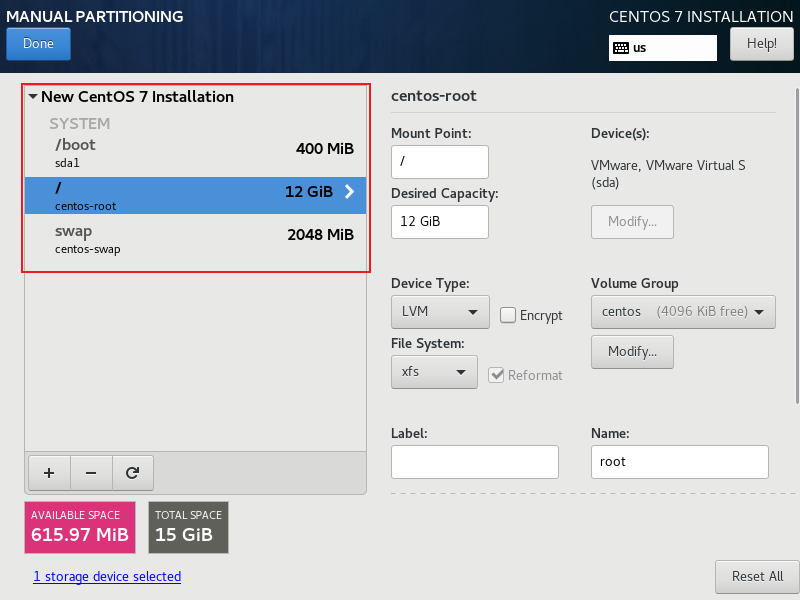 MANUAL PARTITIONING
CENTOS 7 INSTALLATION
Done
us
Help!
New CentOS 7 Installation
SYSTEM
/boot
400 MiB
sda1
/
12 GiB
centos-root
swap
2048 MiB
centos-swap
centos-root
Mount Point:
/
Desired Capacity:
12 GiB
Device(s):
VMware, VMware Virtual S
(sda)
Modify...
Device Type:
LVM
Encrypt
File System:
xfs
Reformat
Volume Group
centos (4096 KiB free)
Modify...
Label:
Name:
root
+
−
AVAILABLE SPACE
615.97 MiB
TOTAL SPACE
15 GiB
1 storage device selected
Reset All